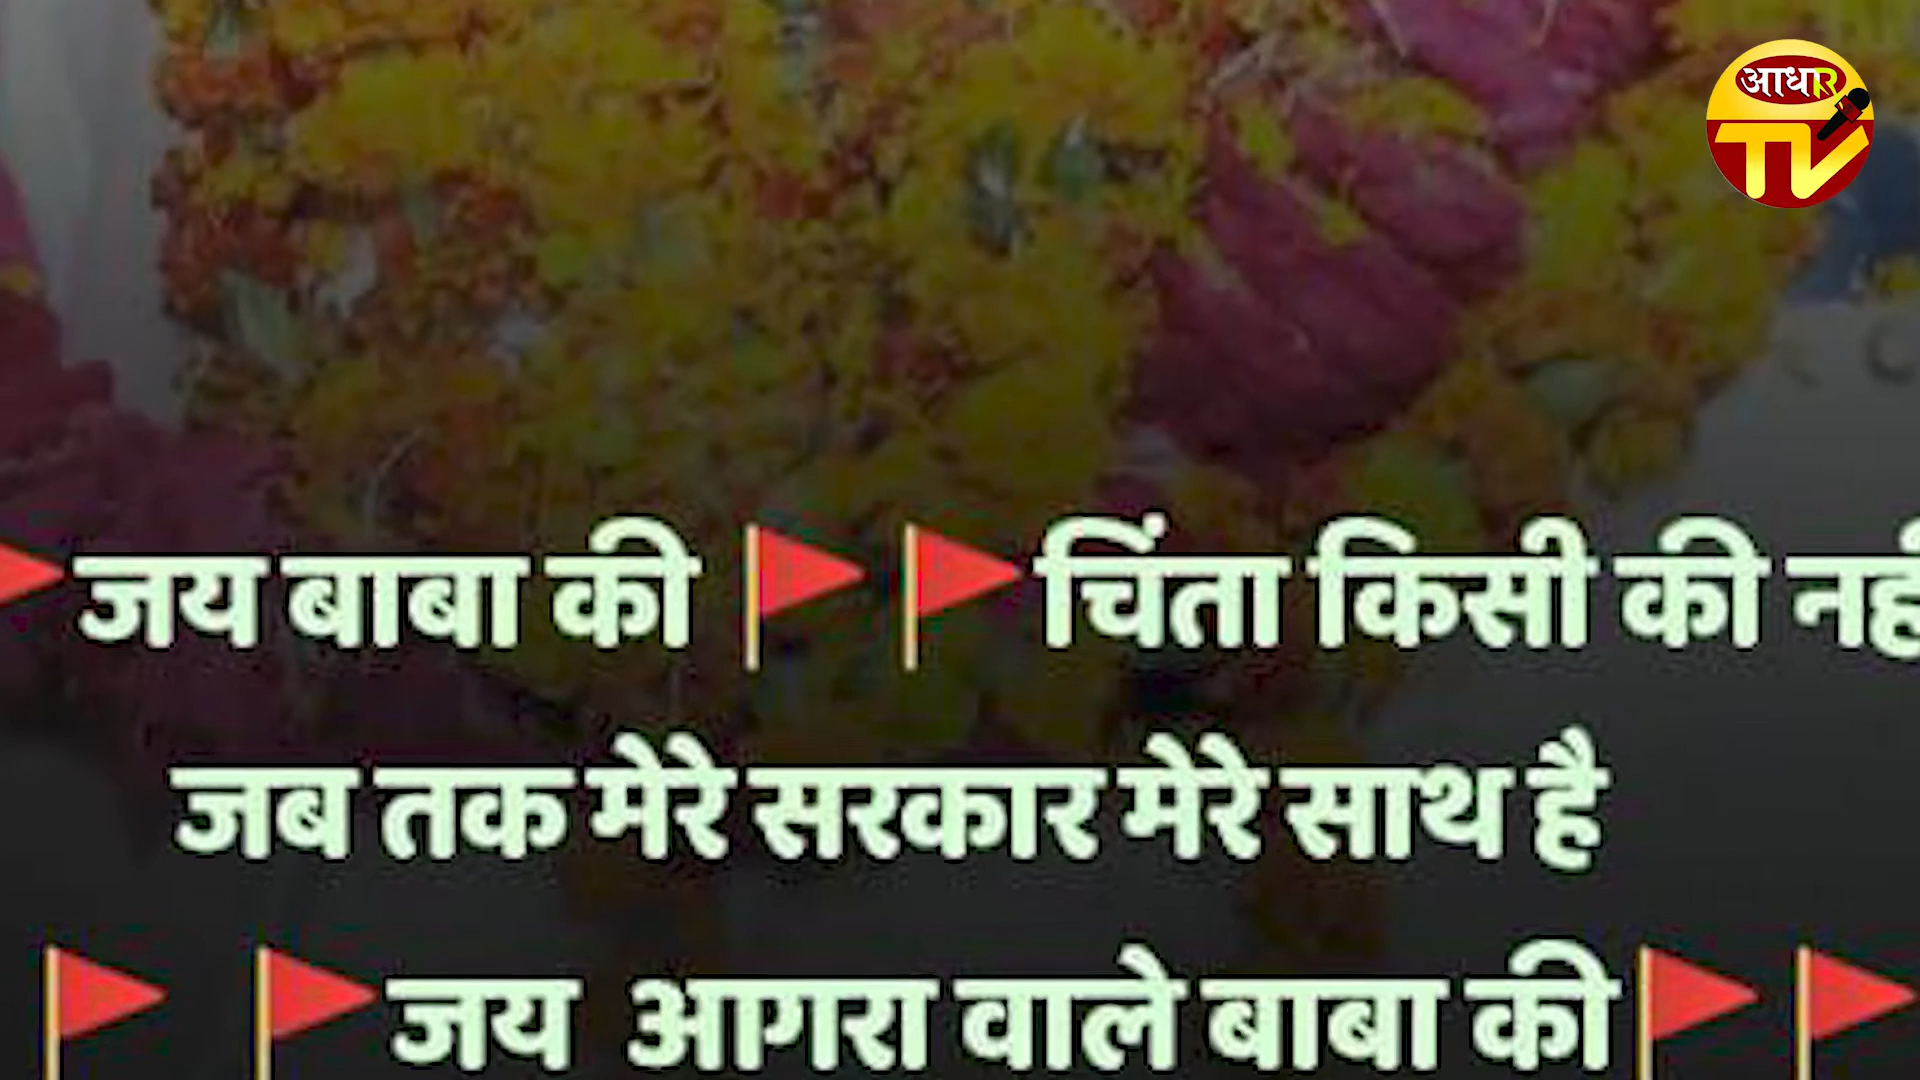 आधार
TV
🚩जय बाबा की 🚩🚩चिंता किसी की नही
जब तक मेरे सरकार मेरे साथ है
🚩 🚩जय आगरा वाले बाबा की🚩🚩